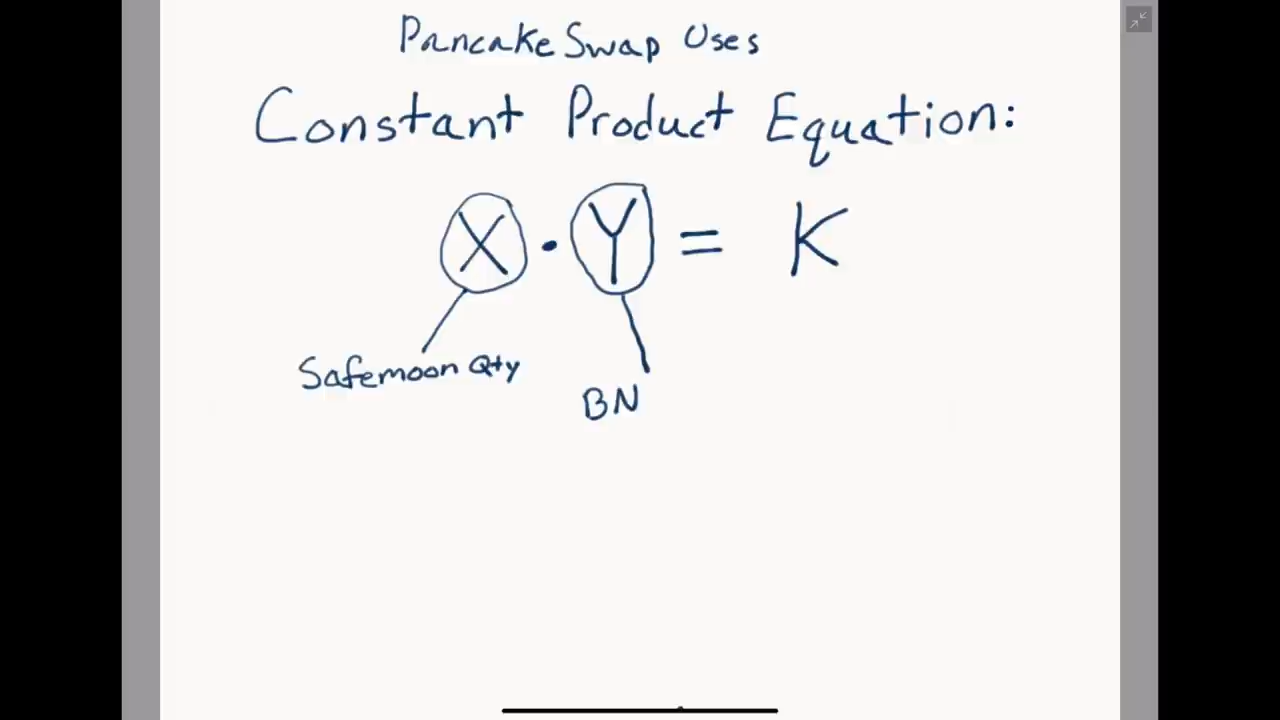 PancakeSwap Uses
Constant Product Equation:
X · Y = K
Safemoon Qty
BN